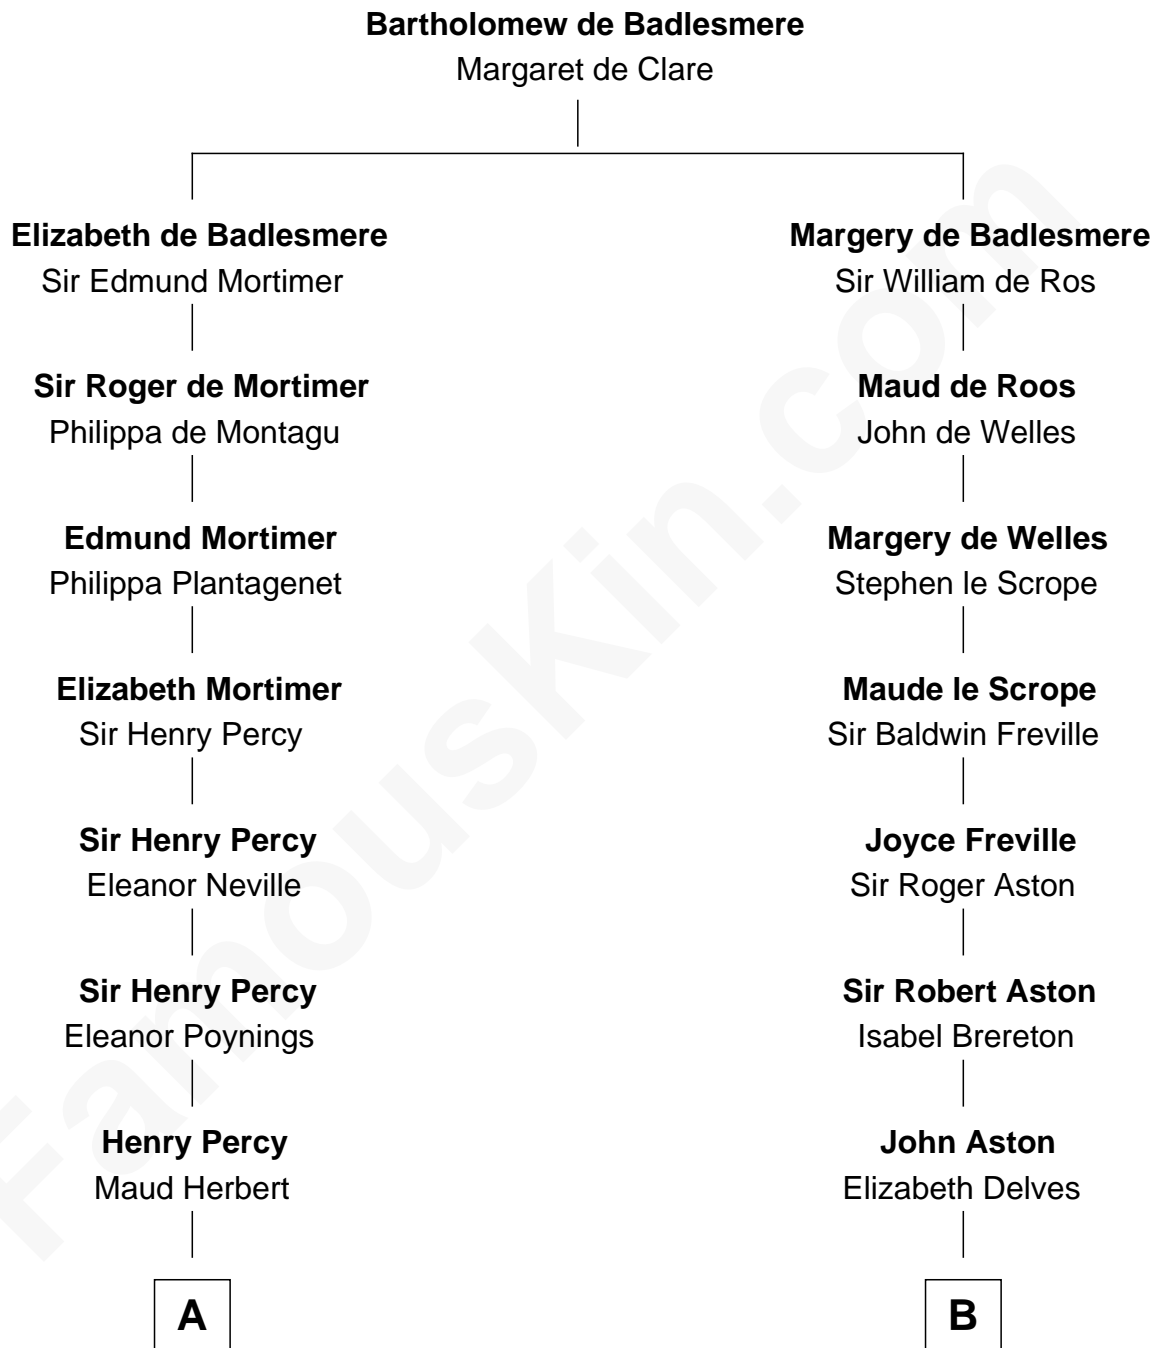 Bartholomew de Badlesmere
Margaret de Clare
Elizabeth de Badlesmere
Sir Edmund Mortimer
Margery de Badlesmere
Sir William de Ros
Sir Roger de Mortimer
Philippa de Montagu
Maud de Roos
John de Welles
Edmund Mortimer
Philippa Plantagenet
Margery de Welles
Stephen le Scrope
Elizabeth Mortimer
Sir Henry Percy
Maude le Scrope
Sir Baldwin Freville
Sir Henry Percy
Eleanor Neville
Joyce Freville
Sir Roger Aston
Sir Henry Percy
Eleanor Poynings
Sir Robert Aston
Isabel Brereton
Henry Percy
Maud Herbert
John Aston
Elizabeth Delves
A
B
FamousKin.com